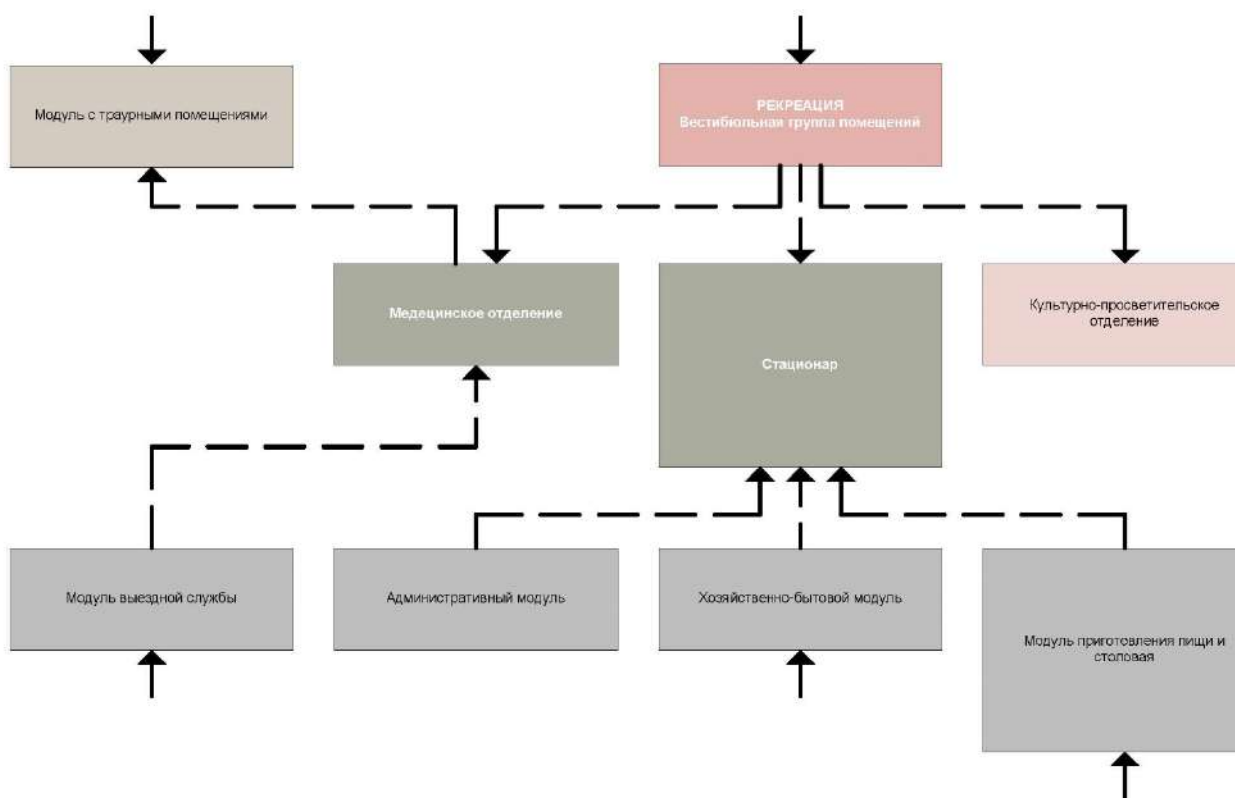 Модуль с траурными помещениями
РЕКРЕАЦИЯ
Вестибюльная группа помещений
Медецинское отделение
Стационар
Культурно-просветительское
отделение
Модуль выездной службы
Административный модуль
Хозяйственно-бытовой модуль
Модуль приготовления пищи и
столовая